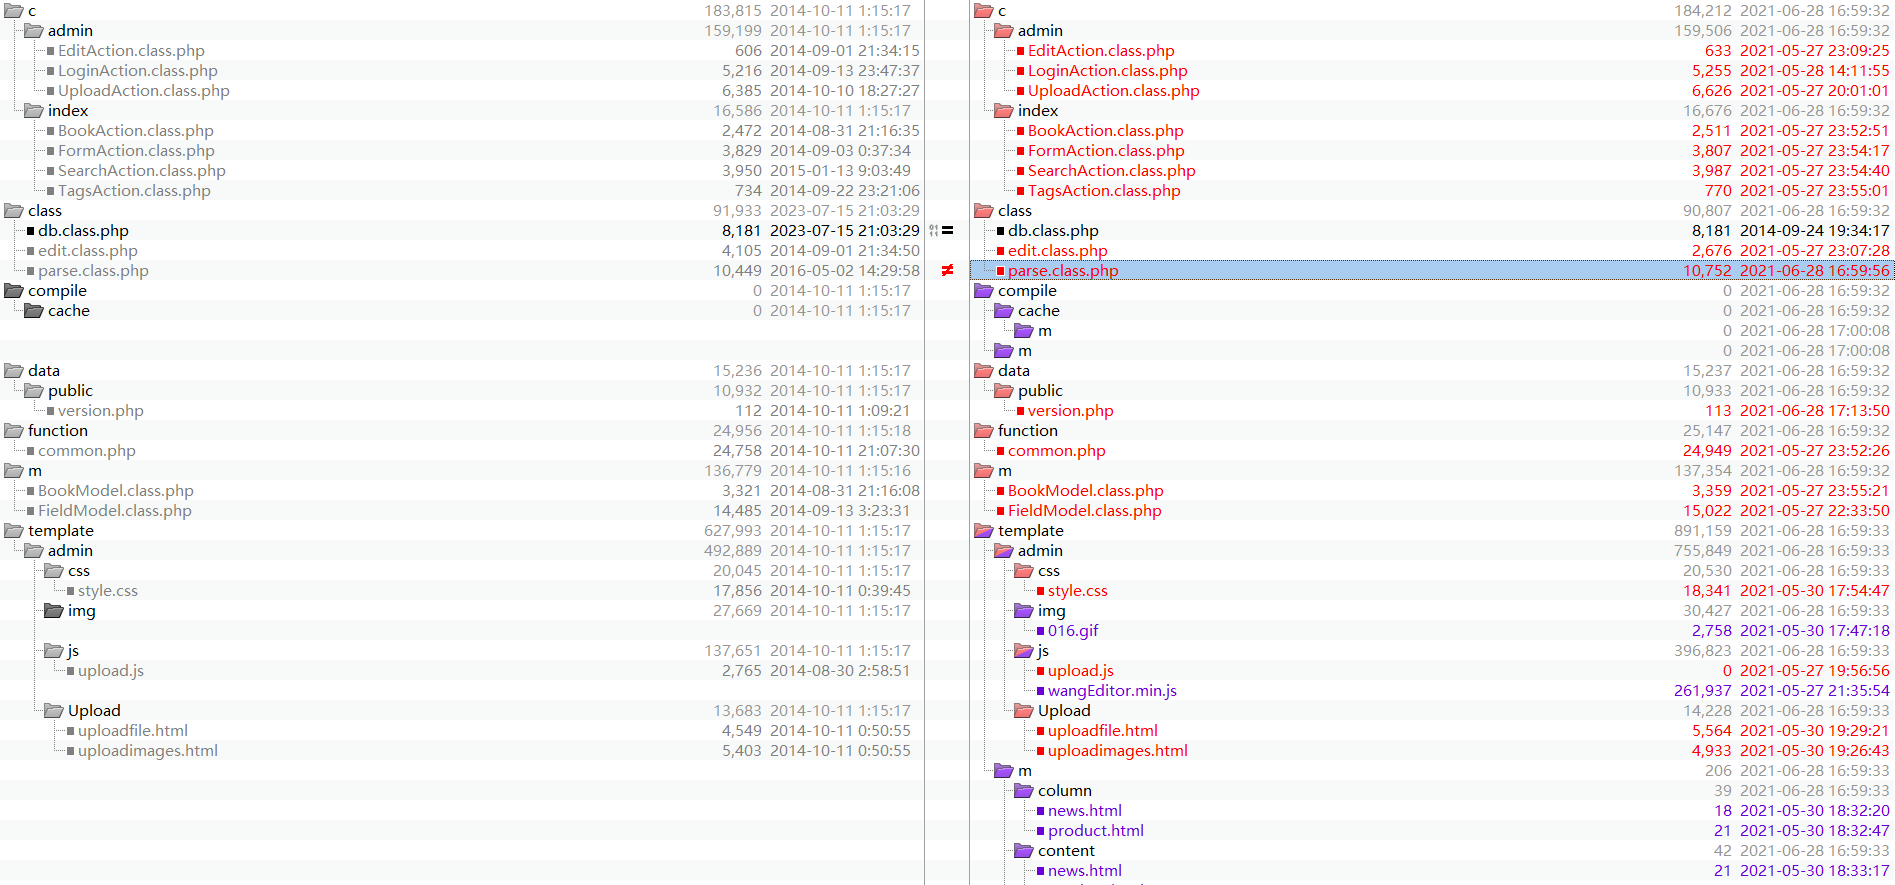 c 183,815 2014-10-11 1:15:17 c 184,212 2021-06-28 16:59:32
admin 159,199 2014-10-11 1:15:17 admin 159,506 2021-06-28 16:59:32
EditAction.class.php 606 2014-09-01 21:34:15 EditAction.class.php 633 2021-05-27 23:09:25
LoginAction.class.php 5,216 2014-09-13 23:47:37 LoginAction.class.php 5,255 2021-05-28 14:11:55
UploadAction.class.php 6,385 2014-10-10 18:27:27 UploadAction.class.php 6,626 2021-05-27 20:01:01
index 16,586 2014-10-11 1:15:17 index 16,676 2021-06-28 16:59:32
BookAction.class.php 2,472 2014-08-31 21:16:35 BookAction.class.php 2,511 2021-05-27 23:52:51
FormAction.class.php 3,829 2014-09-03 0:37:34 FormAction.class.php 3,807 2021-05-27 23:54:17
SearchAction.class.php 3,950 2015-01-13 9:03:49 SearchAction.class.php 3,987 2021-05-27 23:54:40
TagsAction.class.php 734 2014-09-22 23:21:06 TagsAction.class.php 770 2021-05-27 23:55:01
class 91,933 2023-07-15 21:03:29 class 90,807 2021-06-28 16:59:32
db.class.php 8,181 2023-07-15 21:03:29 = db.class.php 8,181 2014-09-24 19:34:17
edit.class.php 4,105 2014-09-01 21:34:50 edit.class.php 2,676 2021-05-27 23:07:28
parse.class.php 10,449 2016-05-02 14:29:58 ≠ parse.class.php 10,752 2021-06-28 16:59:56
compile 0 2014-10-11 1:15:17 compile 0 2021-06-28 16:59:32
cache 0 2014-10-11 1:15:17 cache 0 2021-06-28 16:59:32
m 0 2021-06-28 17:00:08
m 0 2021-06-28 17:00:08
data 15,236 2014-10-11 1:15:17 data 15,237 2021-06-28 16:59:32
public 10,932 2014-10-11 1:15:17 public 10,933 2021-06-28 16:59:32
version.php 112 2014-10-11 1:09:21 version.php 113 2021-06-28 17:13:50
function 24,956 2014-10-11 1:15:18 function 25,147 2021-06-28 16:59:32
common.php 24,758 2014-10-11 21:07:30 common.php 24,949 2021-05-27 23:52:26
m 136,779 2014-10-11 1:15:16 m 137,354 2021-06-28 16:59:32
BookModel.class.php 3,321 2014-08-31 21:16:08 BookModel.class.php 3,359 2021-05-27 23:55:21
FieldModel.class.php 14,485 2014-09-13 3:23:31 FieldModel.class.php 15,022 2021-05-27 22:33:50
template 627,993 2014-10-11 1:15:17 template 891,159 2021-06-28 16:59:33
admin 492,889 2014-10-11 1:15:17 admin 755,849 2021-06-28 16:59:33
css 20,045 2014-10-11 1:15:17 css 20,530 2021-06-28 16:59:33
style.css 17,856 2014-10-11 0:39:45 style.css 18,341 2021-05-30 17:54:47
img 27,669 2014-10-11 1:15:17 img 30,427 2021-06-28 16:59:33
016.gif 2,758 2021-05-30 17:47:18
js 137,651 2014-10-11 1:15:17 js 396,823 2021-06-28 16:59:33
upload.js 2,765 2014-08-30 2:58:51 upload.js 0 2021-05-27 19:56:56
wangEditor.min.js 261,937 2021-05-27 21:35:54
Upload 13,683 2014-10-11 1:15:17 Upload 14,228 2021-06-28 16:59:33
uploadfile.html 4,549 2014-10-11 0:50:55 uploadfile.html 5,564 2021-05-30 19:29:21
uploadimages.html 5,403 2014-10-11 0:50:55 uploadimages.html 4,933 2021-05-30 19:26:43
m 206 2021-06-28 16:59:33
column 39 2021-06-28 16:59:33
news.html 18 2021-05-30 18:32:20
product.html 21 2021-05-30 18:32:47
content 42 2021-06-28 16:59:33
news.html 21 2021-05-30 18:33:17